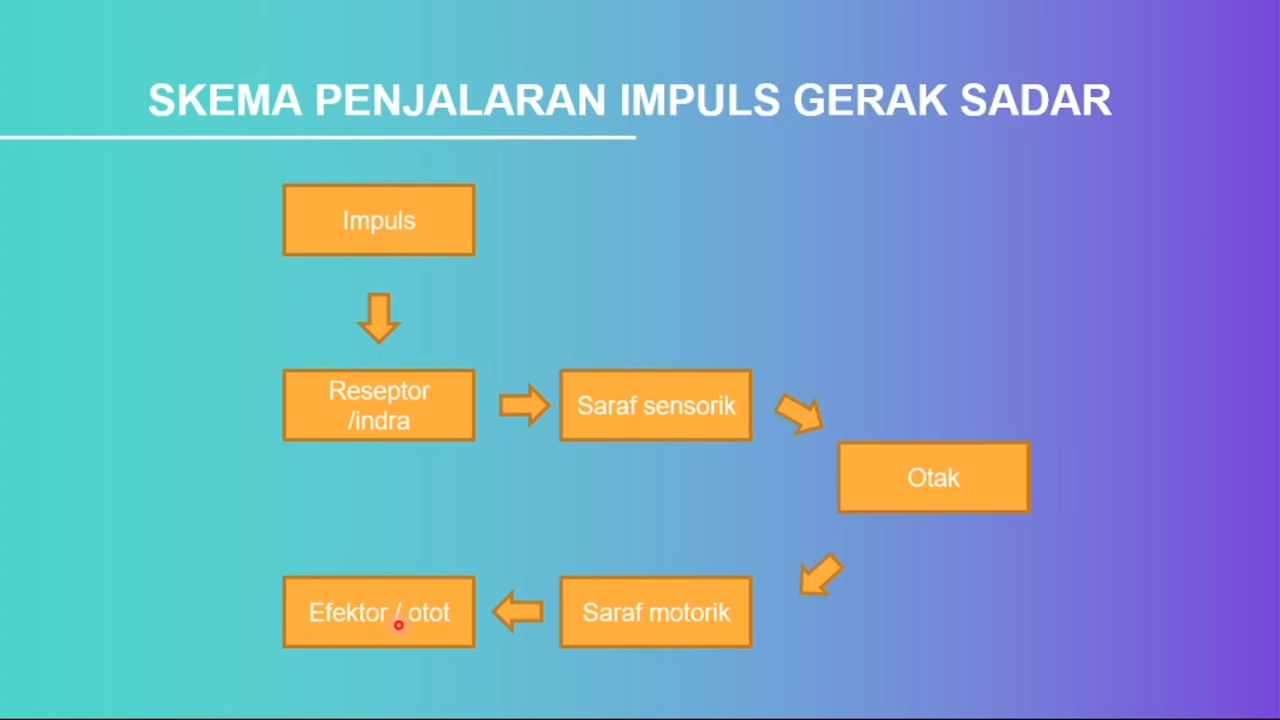 SKEMA PENJALARAN IMPULS GERAK SADAR
Impuls
Reseptor
/indra
Saraf sensorik
Otak
Saraf motorik
Efektor / otot